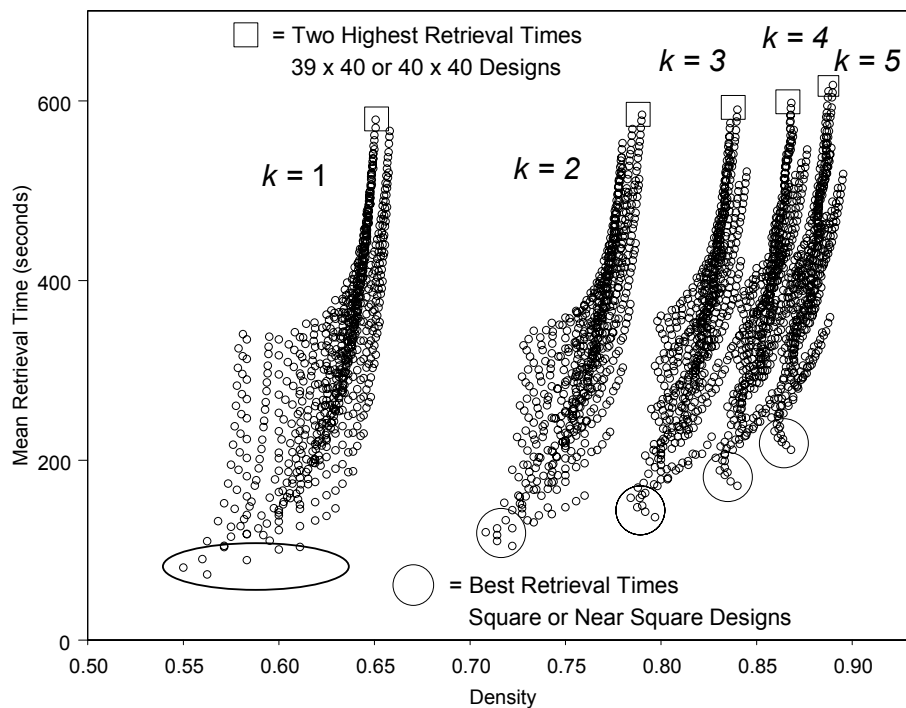 = Two Highest Retrieval Times
39 x 40 or 40 x 40 Designs
k = 1
k = 2
k = 3
k = 4
k = 5
Mean Retrieval Time (seconds)
600
400
200
0
= Best Retrieval Times
Square or Near Square Designs
0.50 0.55 0.60 0.65 0.70 0.75 0.80 0.85 0.90
Density